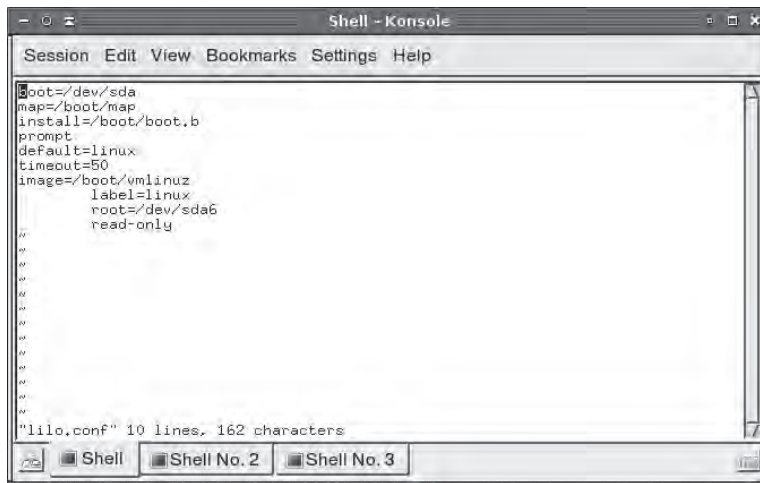 Shell - Konsole
Session Edit View Bookmarks Settings Help
boot=/dev/sda
map=/boot/map
install=/boot/boot.b
prompt
default=linux
timeout=50
image=/boot/vmlinuz
        label=linux
        root=/dev/sda6
        read-only
~
~
~
~
~
~
~
~
~
~
~
~
~
"lilo.conf" 10 lines, 162 characters
Shell Shell No. 2 Shell No. 3